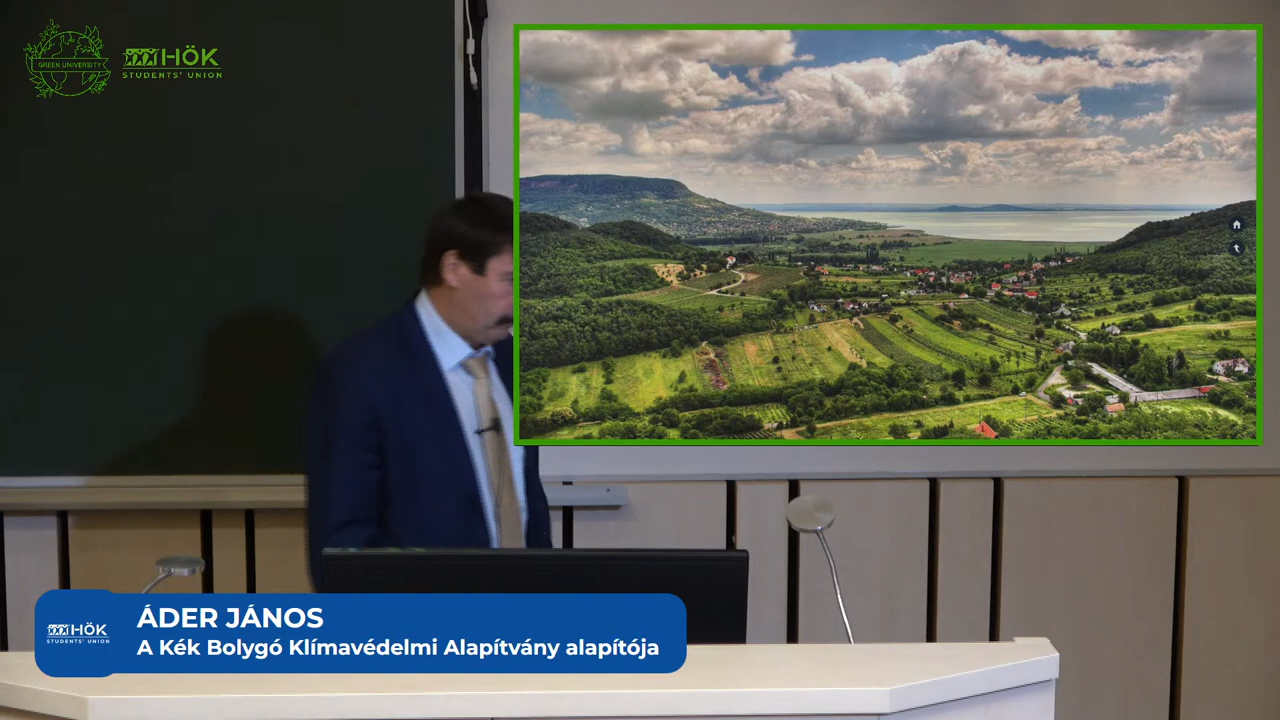 GREEN UNIVERSITY
HÖK
STUDENTS' UNION
HÖK
STUDENTS' UNION
ÁDER JÁNOS
A Kék Bolygó Klímavédelmi Alapítvány alapítója